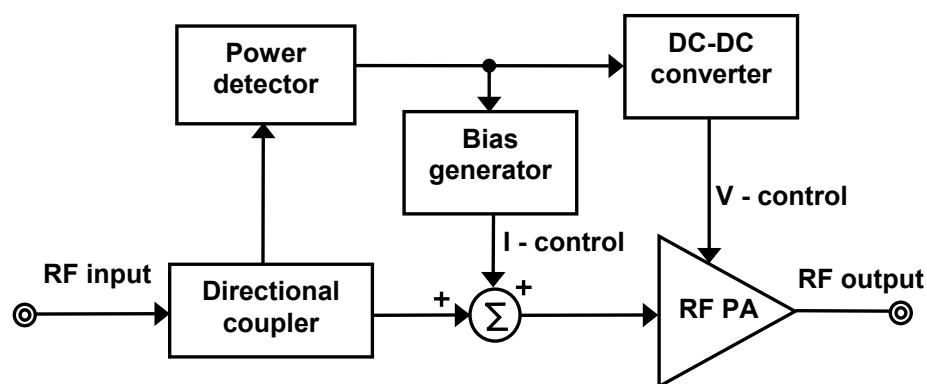 Power
detector
DC-DC
converter
Bias
generator
V - control
I - control
RF input
Directional
coupler
+
+
Σ
RF PA
RF output